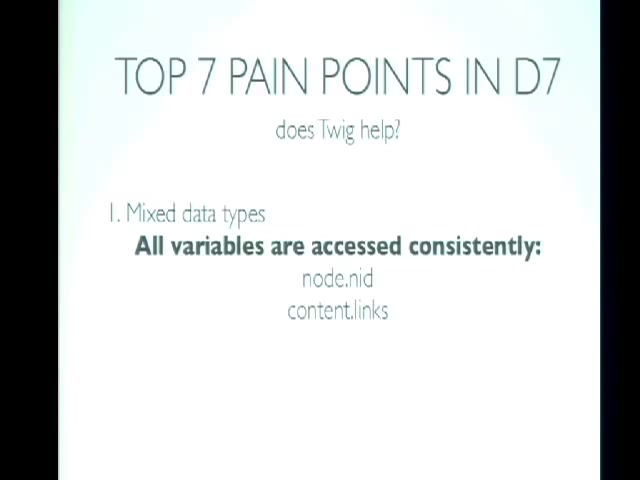 TOP 7 PAIN POINTS IN D7
does Twig help?
1. Mixed data types
All variables are accessed consistently:
node.nid
content.links